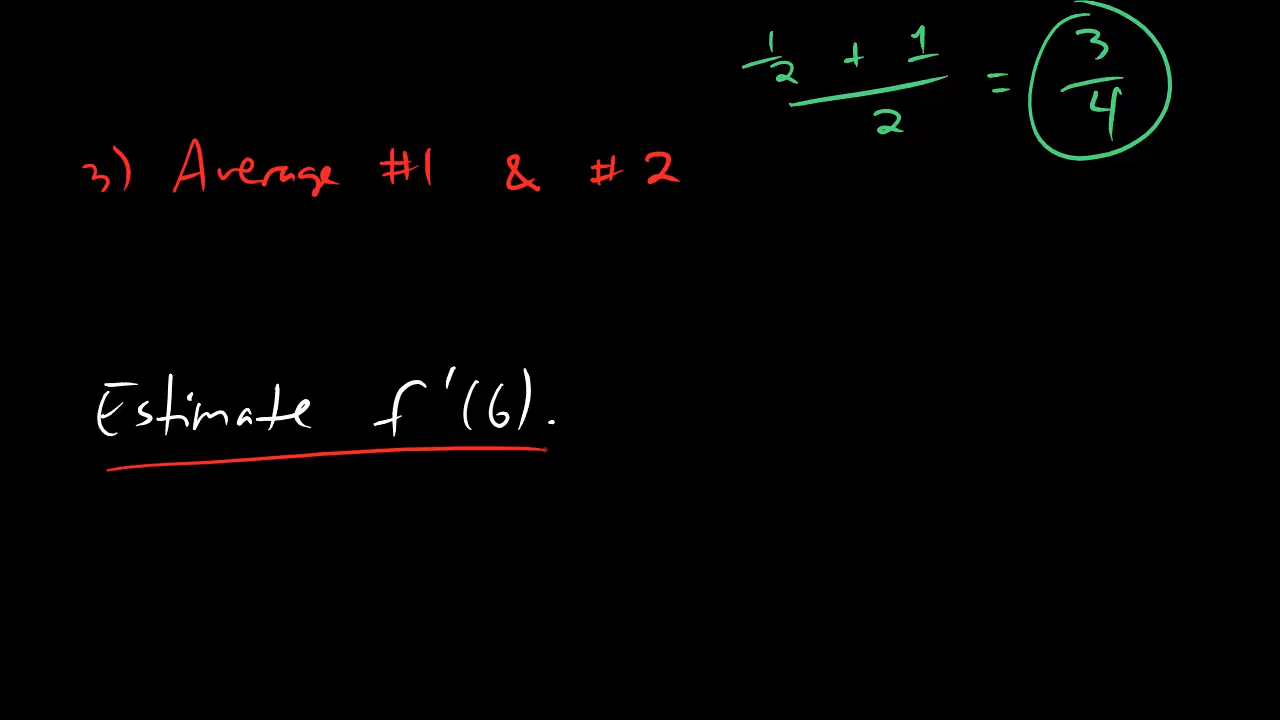 1/2 + 1
/ 2 = 3/4
3) Average #1 & #2
Estimate f'(6).